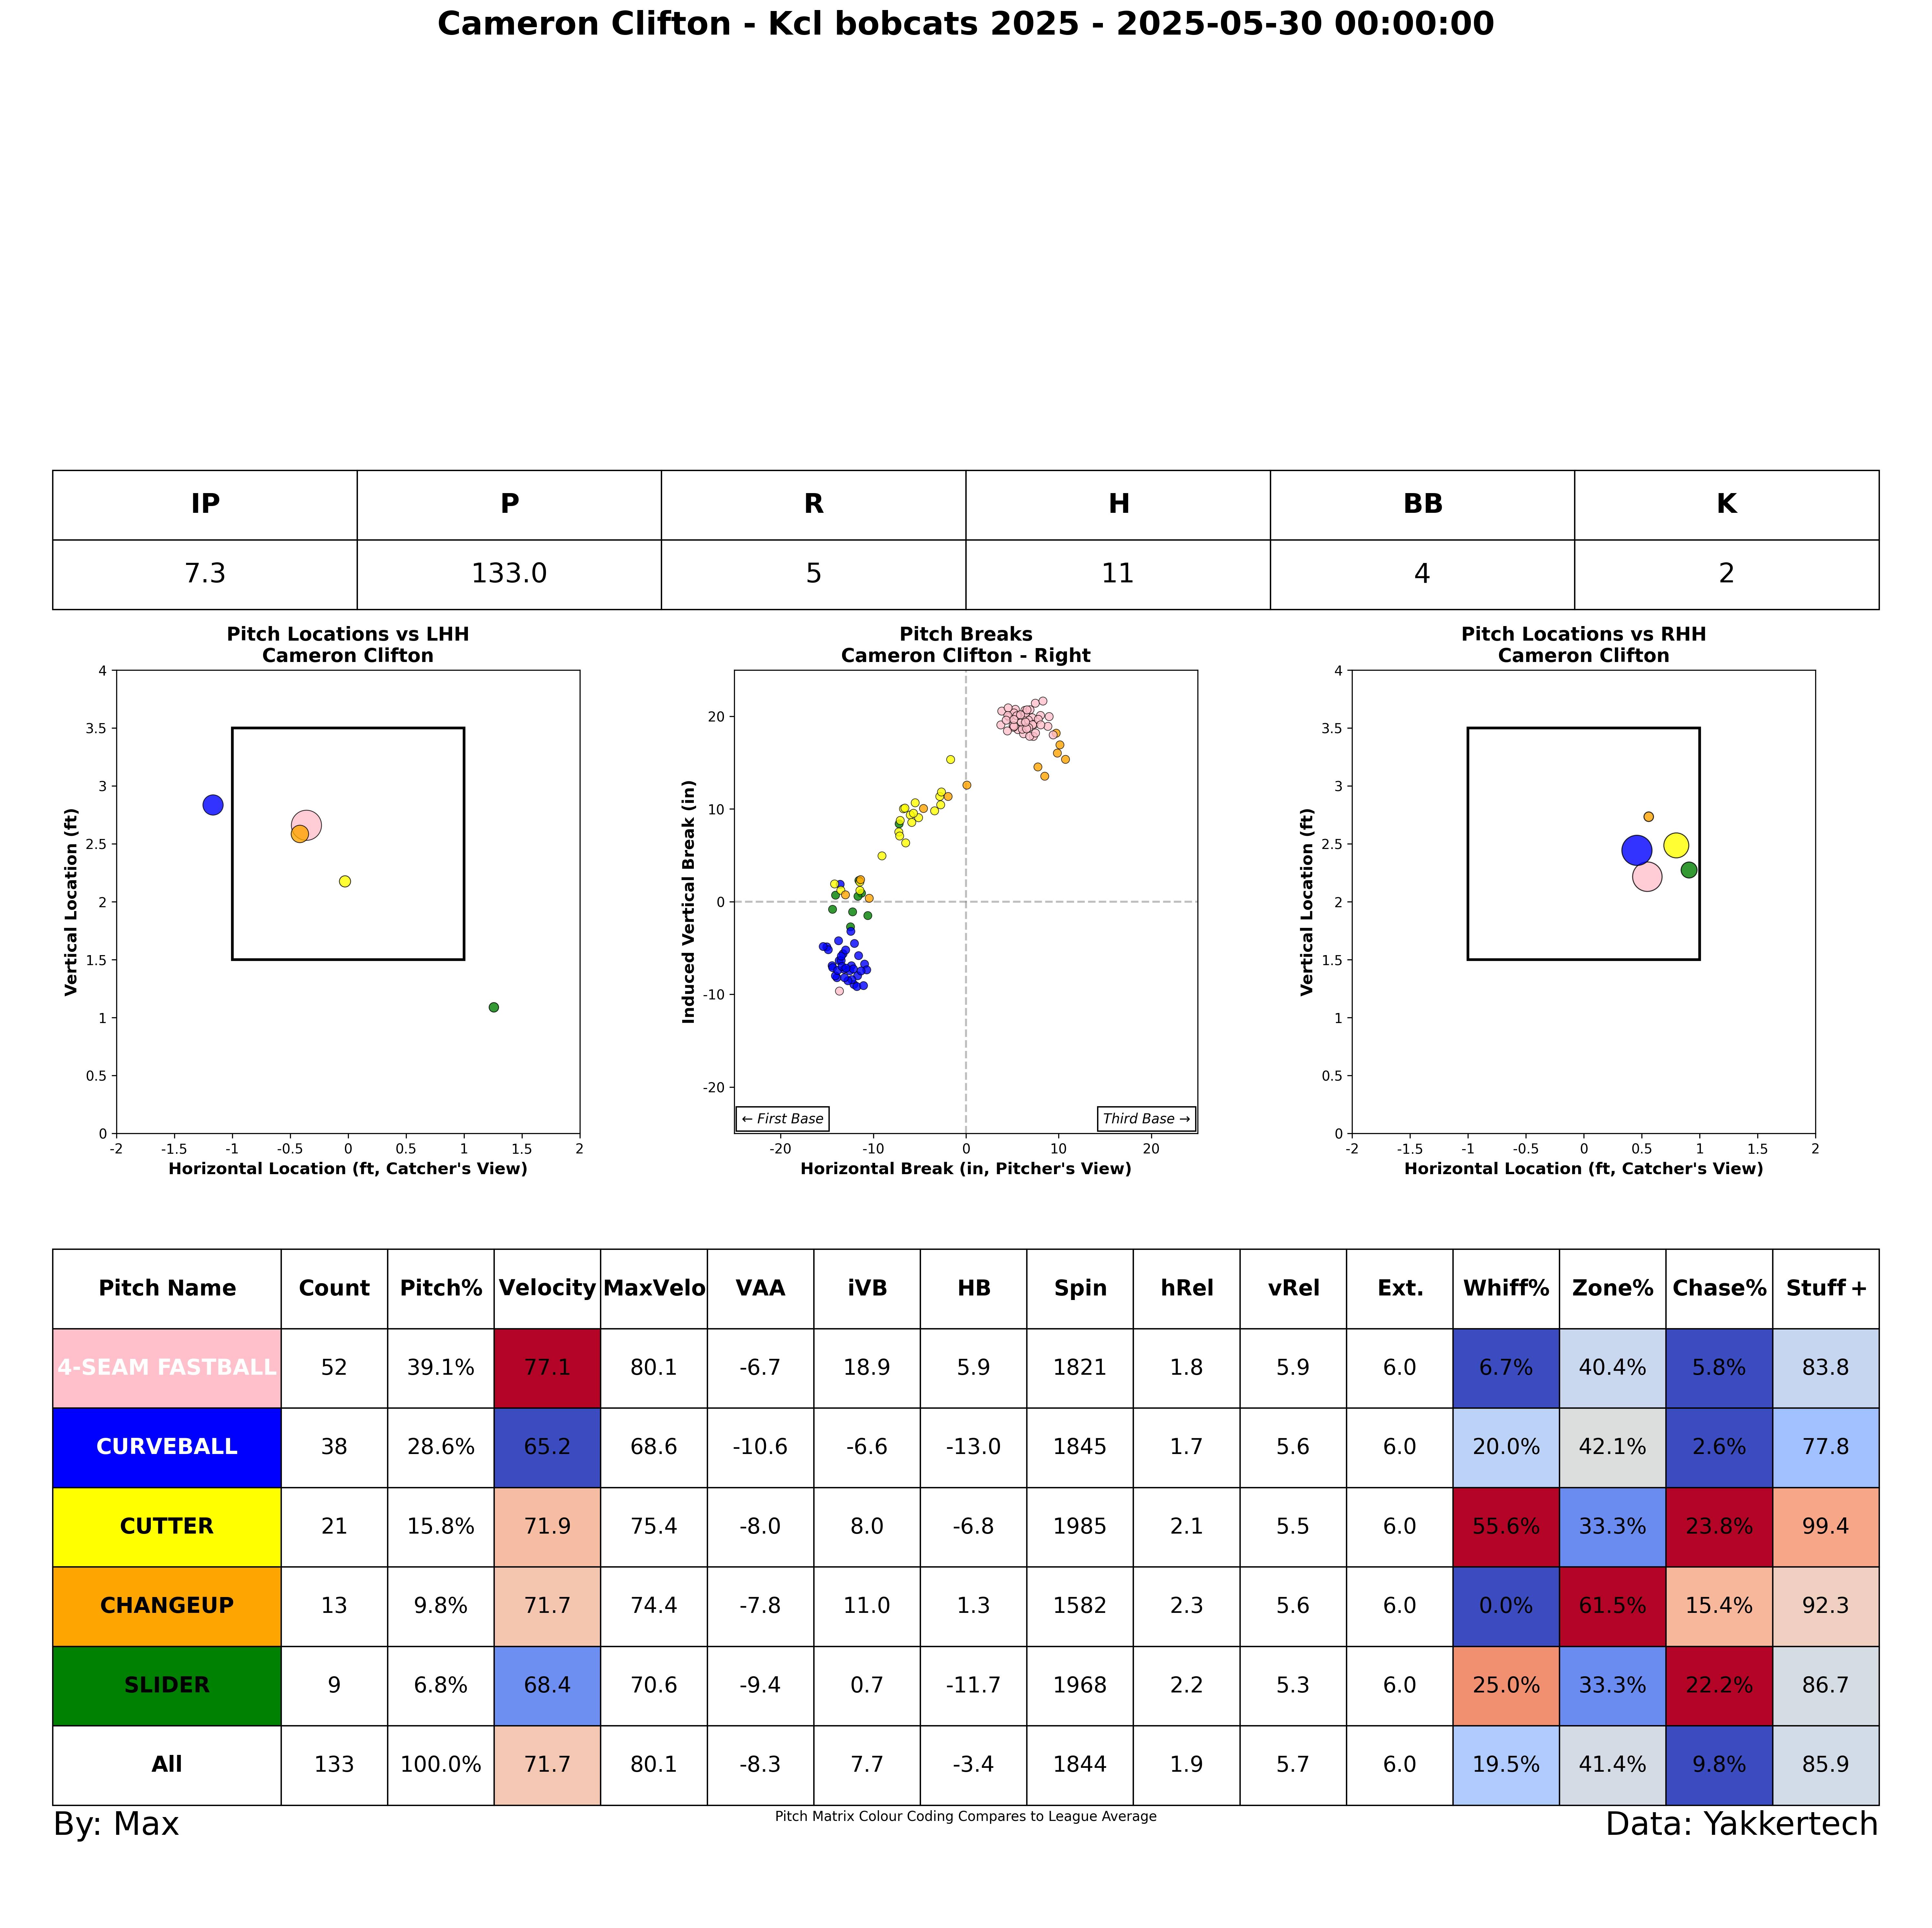 Cameron Clifton - Kcl bobcats 2025 - 2025-05-30 00:00:00
IP P R H BB K
7.3 133.0 5 11 4 2
Pitch Locations vs LHH
Cameron Clifton
4
3.5
3
2.5
2
1.5
1
0.5
0
Vertical Location (ft)
-2 -1.5 -1 -0.5 0 0.5 1 1.5 2
Horizontal Location (ft, Catcher's View)
Pitch Breaks
Cameron Clifton - Right
20
10
0
-10
-20
Induced Vertical Break (in)
← First Base
Third Base →
-20 -10 0 10 20
Horizontal Break (in, Pitcher's View)
Pitch Locations vs RHH
Cameron Clifton
4
3.5
3
2.5
2
1.5
1
0.5
0
Vertical Location (ft)
-2 -1.5 -1 -0.5 0 0.5 1 1.5 2
Horizontal Location (ft, Catcher's View)
Pitch Name Count Pitch% Velocity MaxVelo VAA iVB HB Spin hRel vRel Ext. Whiff% Zone% Chase% Stuff+
4-SEAM FASTBALL 52 39.1% 77.1 80.1 -6.7 18.9 5.9 1821 1.8 5.9 6.0 6.7% 40.4% 5.8% 83.8
CURVEBALL 38 28.6% 65.2 68.6 -10.6 -6.6 -13.0 1845 1.7 5.6 6.0 20.0% 42.1% 2.6% 77.8
CUTTER 21 15.8% 71.9 75.4 -8.0 8.0 -6.8 1985 2.1 5.5 6.0 55.6% 33.3% 23.8% 99.4
CHANGEUP 13 9.8% 71.7 74.4 -7.8 11.0 1.3 1582 2.3 5.6 6.0 0.0% 61.5% 15.4% 92.3
SLIDER 9 6.8% 68.4 70.6 -9.4 0.7 -11.7 1968 2.2 5.3 6.0 25.0% 33.3% 22.2% 86.7
All 133 100.0% 71.7 80.1 -8.3 7.7 -3.4 1844 1.9 5.7 6.0 19.5% 41.4% 9.8% 85.9
By: Max
Pitch Matrix Colour Coding Compares to League Average
Data: Yakkertech